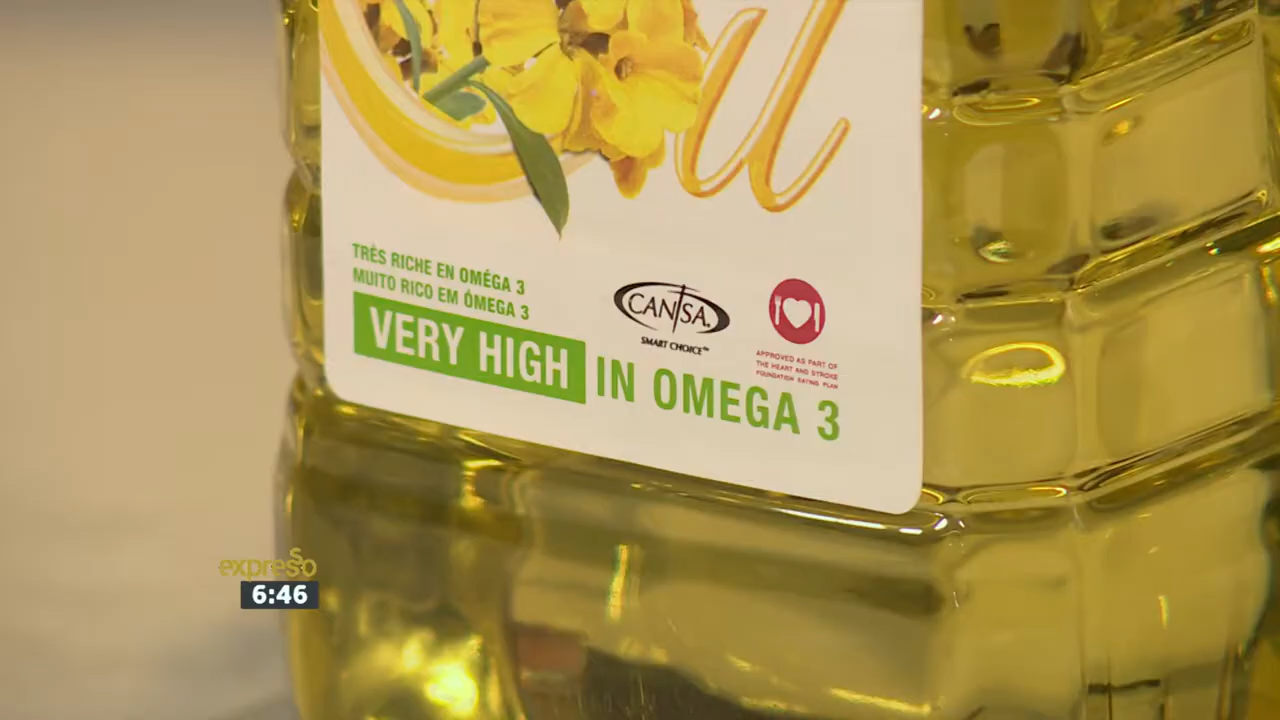 TRÈS RICHE EN OMÉGA 3
MUITO RICO EM ÓMEGA 3
VERY HIGH IN OMEGA 3
CANSA.
SMART CHOICE™
APPROVED AS PART OF
THE HEART AND STROKE
FOUNDATION EATING PLAN
expresso
6:46